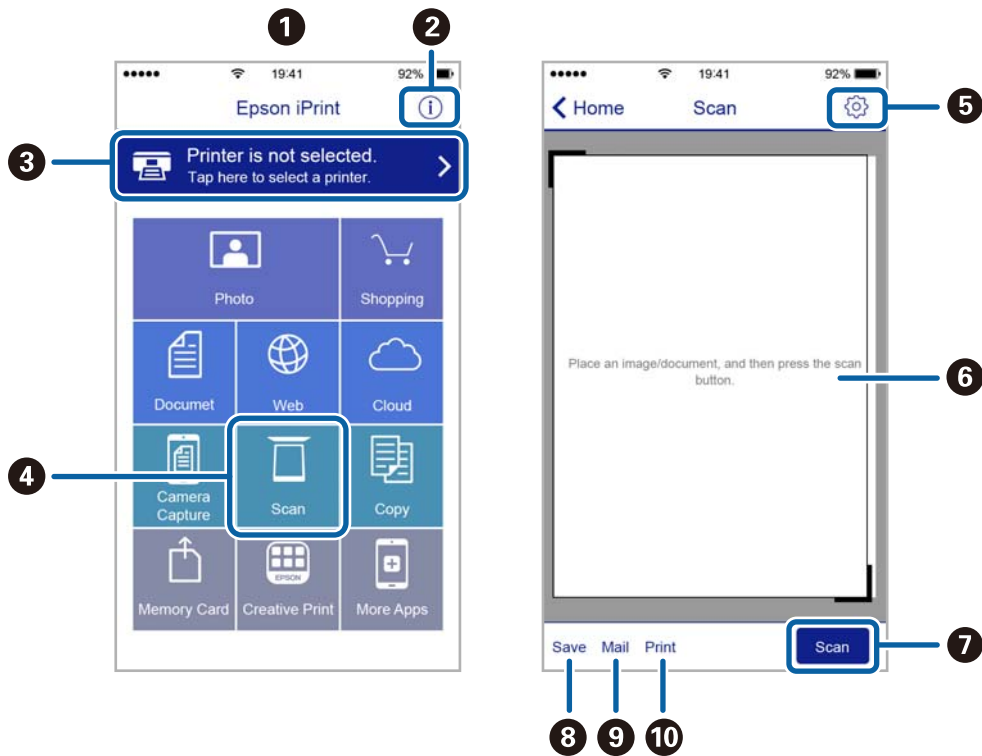 1
2
19:41
92%
Epson iPrint
3
Printer is not selected.
Tap here to select a printer.
Photo
Shopping
Documet
Web
Cloud
4
Camera
Capture
Scan
Copy
EPSON
Memory Card
Creative Print
More Apps
19:41
92%
Home
Scan
5
Place an image/document, and then press the scan
button.
6
Save Mail Print
Scan
7
8
9
10